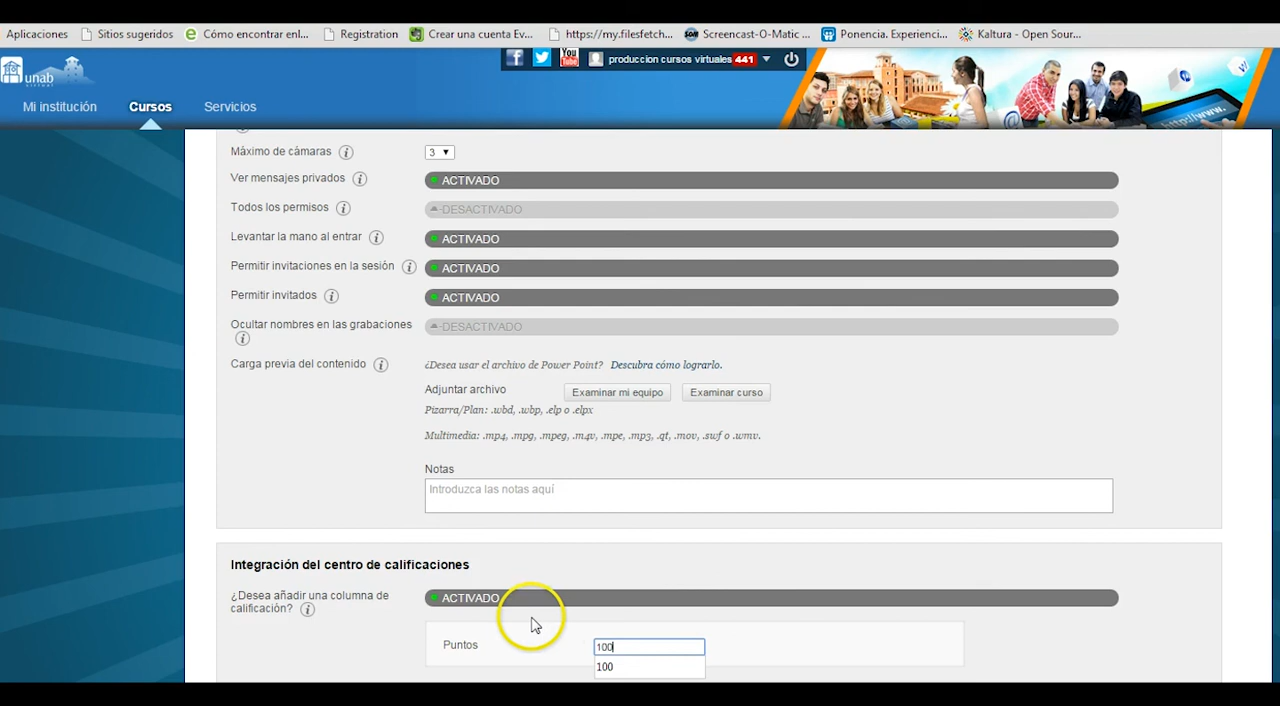 Aplicaciones Sitios sugeridos Cómo encontrar enl... Registration Crear una cuenta Ev... https://my.filesfetch... Screencast-O-Matic ... Ponencia. Experienci... Kaltura - Open Sour...
unab
produccion cursos virtuales 441
You Tube
Mi institución Cursos Servicios
http://www.
Máximo de cámaras i 3
Ver mensajes privados i ACTIVADO
Todos los permisos i DESACTIVADO
Levantar la mano al entrar i ACTIVADO
Permitir invitaciones en la sesión i ACTIVADO
Permitir invitados i ACTIVADO
Ocultar nombres en las grabaciones i DESACTIVADO
Carga previa del contenido i ¿Desea usar el archivo de Power Point? Descubra cómo lograrlo.
Adjuntar archivo Examinar mi equipo Examinar curso
Pizarra/Plan: .wbd, .wbp, .elp o .elpx
Multimedia: .mp4, .mpg, .mpeg, .m4v, .mpe, .mp3, .qt, .mov, .swf o .wmv.
Notas
Introduzca las notas aquí
Integración del centro de calificaciones
¿Desea añadir una columna de ACTIVADO
calificación? i
Puntos 100
100